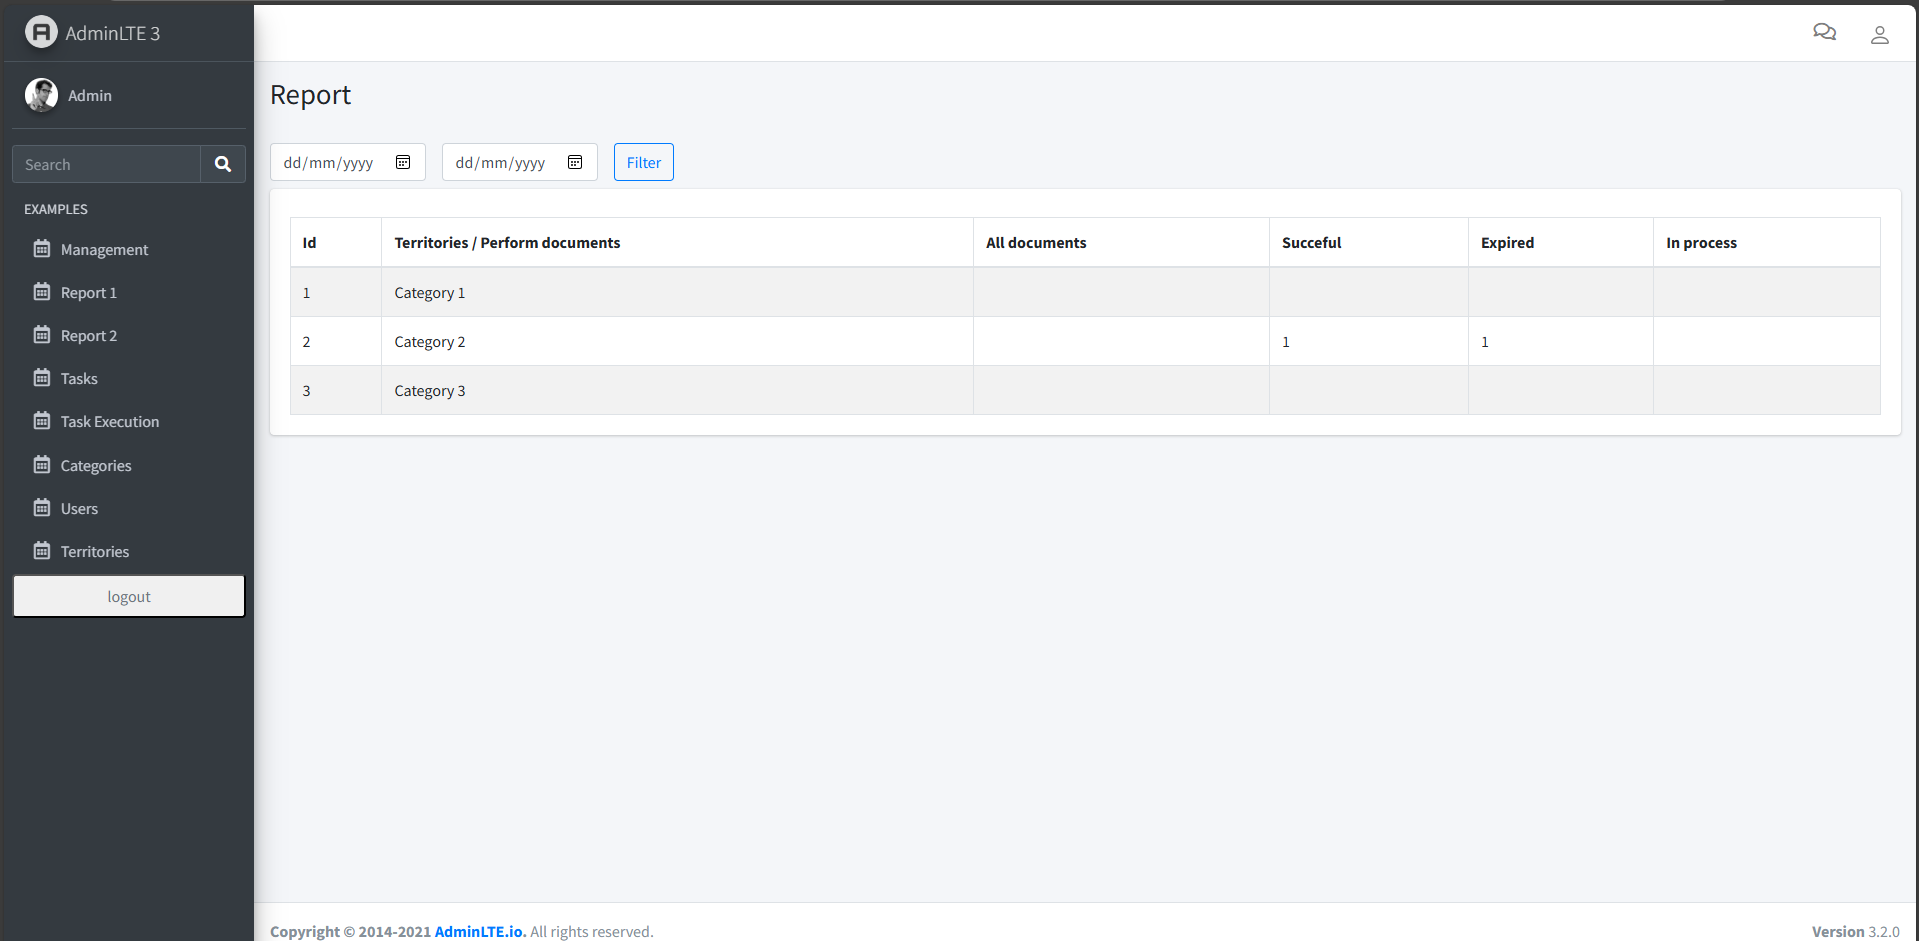 AdminLTE 3
Admin
Search
EXAMPLES
Management
Report 1
Report 2
Tasks
Task Execution
Categories
Users
Territories
logout
Report
dd/mm/yyyy dd/mm/yyyy Filter
Id Territories / Perform documents All documents Succeful Expired In process
1 Category 1
2 Category 2 1 1
3 Category 3
Copyright © 2014-2021 AdminLTE.io. All rights reserved. Version 3.2.0